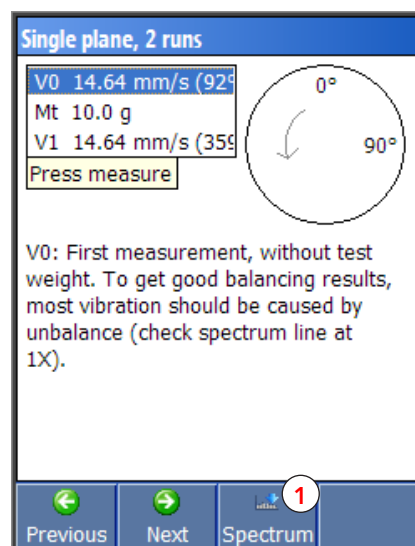 Single plane, 2 runs
V0 14.64 mm/s (92°
Mt 10.0 g
V1 14.64 mm/s (359
Press measure
0°
90°
V0: First measurement, without test
weight. To get good balancing results,
most vibration should be caused by
unbalance (check spectrum line at
1X).
1
Previous Next Spectrum